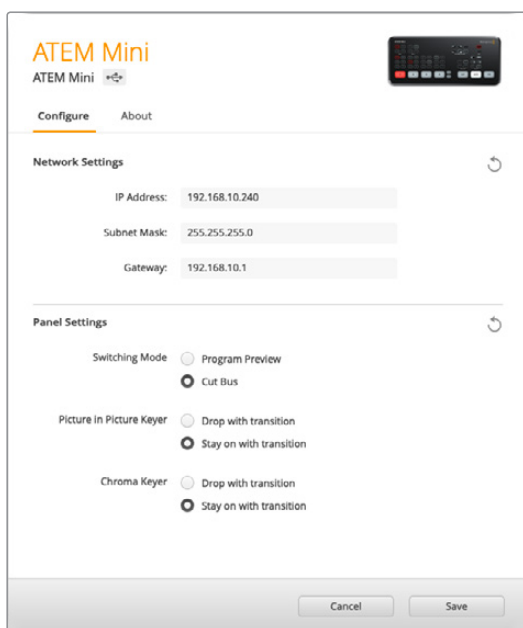 ATEM Mini
ATEM Mini
Configure About
Network Settings
IP Address: 192.168.10.240
Subnet Mask: 255.255.255.0
Gateway: 192.168.10.1
Panel Settings
Switching Mode Program Preview
Cut Bus
Picture in Picture Keyer Drop with transition
Stay on with transition
Chroma Keyer Drop with transition
Stay on with transition
Cancel Save